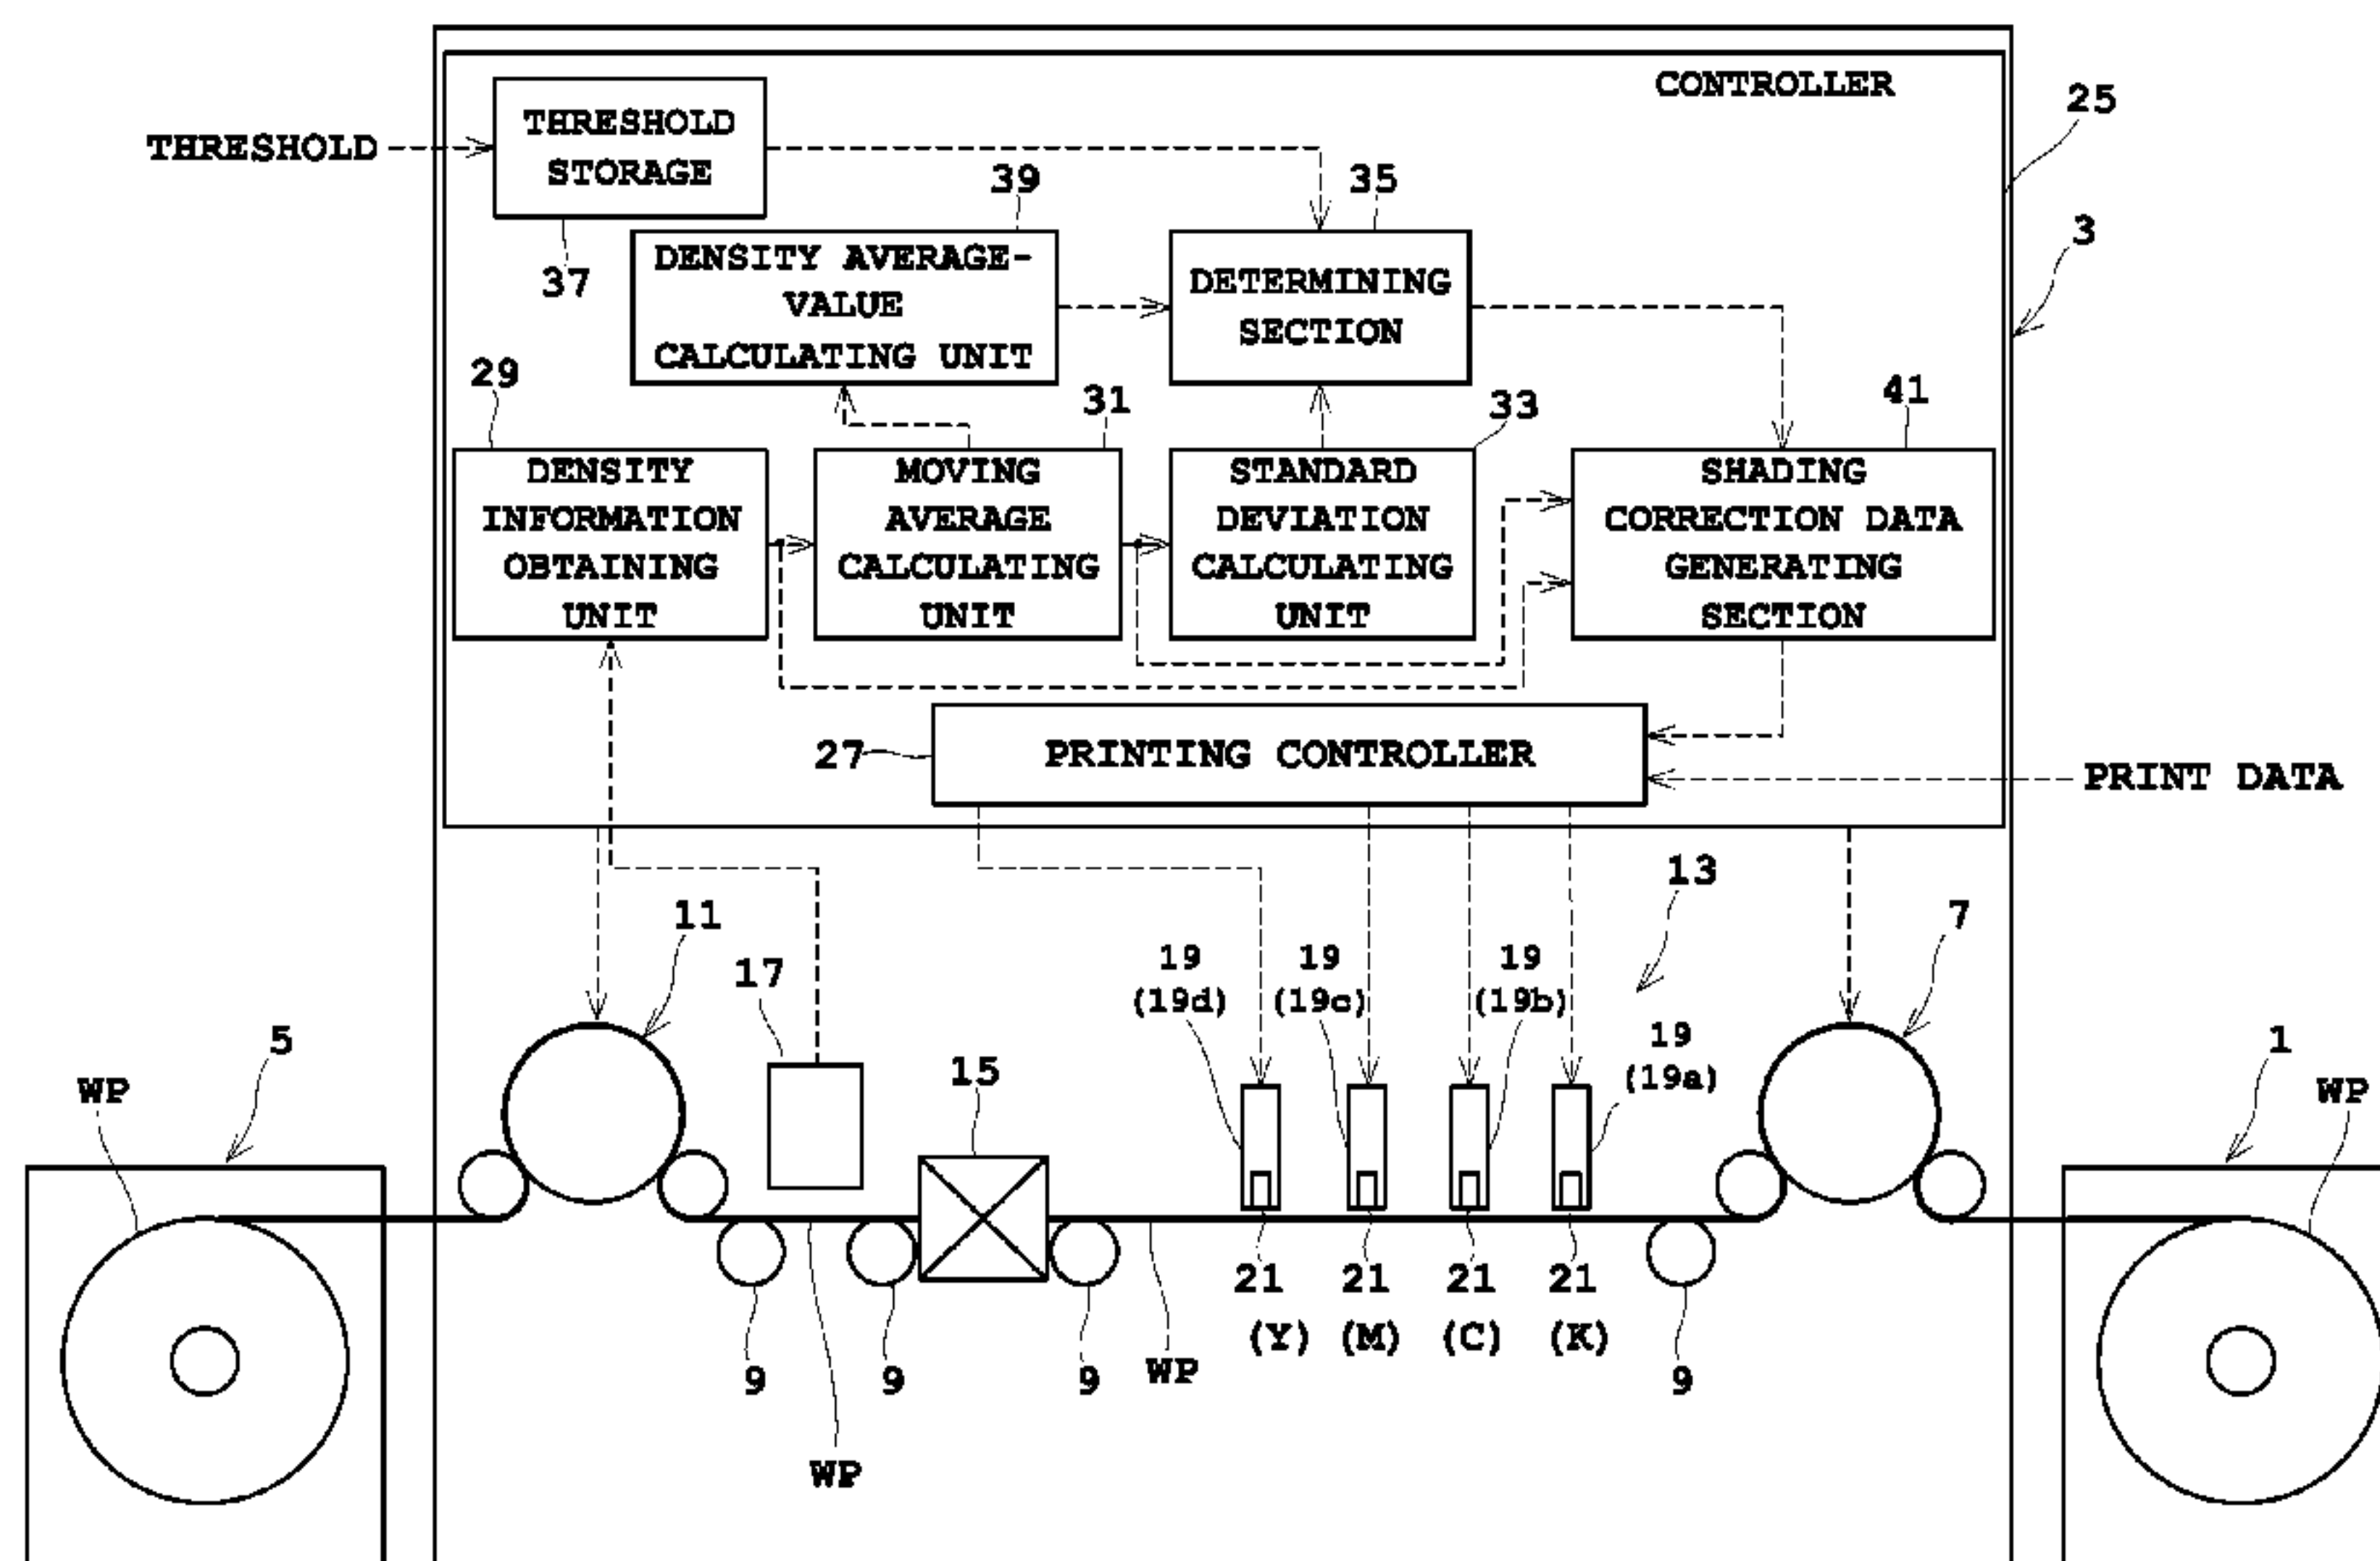 CONTROLLER
25
THRESHOLD
THRESHOLD
STORAGE
37
39
35
3
DENSITY AVERAGE-
VALUE
CALCULATING UNIT
DETERMINING
SECTION
29
31
33
41
DENSITY
INFORMATION
OBTAINING
UNIT
MOVING
AVERAGE
CALCULATING
UNIT
STANDARD
DEVIATION
CALCULATING
UNIT
SHADING
CORRECTION DATA
GENERATING
SECTION
27
PRINTING CONTROLLER
PRINT DATA
13
11
7
17
19
(19d)
19
(19c)
19
(19b)
19
(19a)
5
15
1
WP
WP
21
(Y)
21
(M)
21
(C)
21
(K)
9
9
9
WP
9
WP